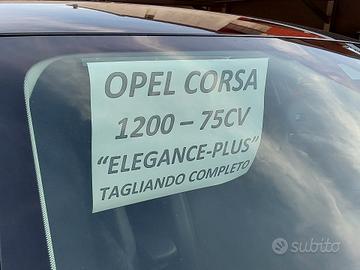 OPEL CORSA
1200 – 75CV
“ELEGANCE-PLUS”
TAGLIANDO COMPLETO
subito